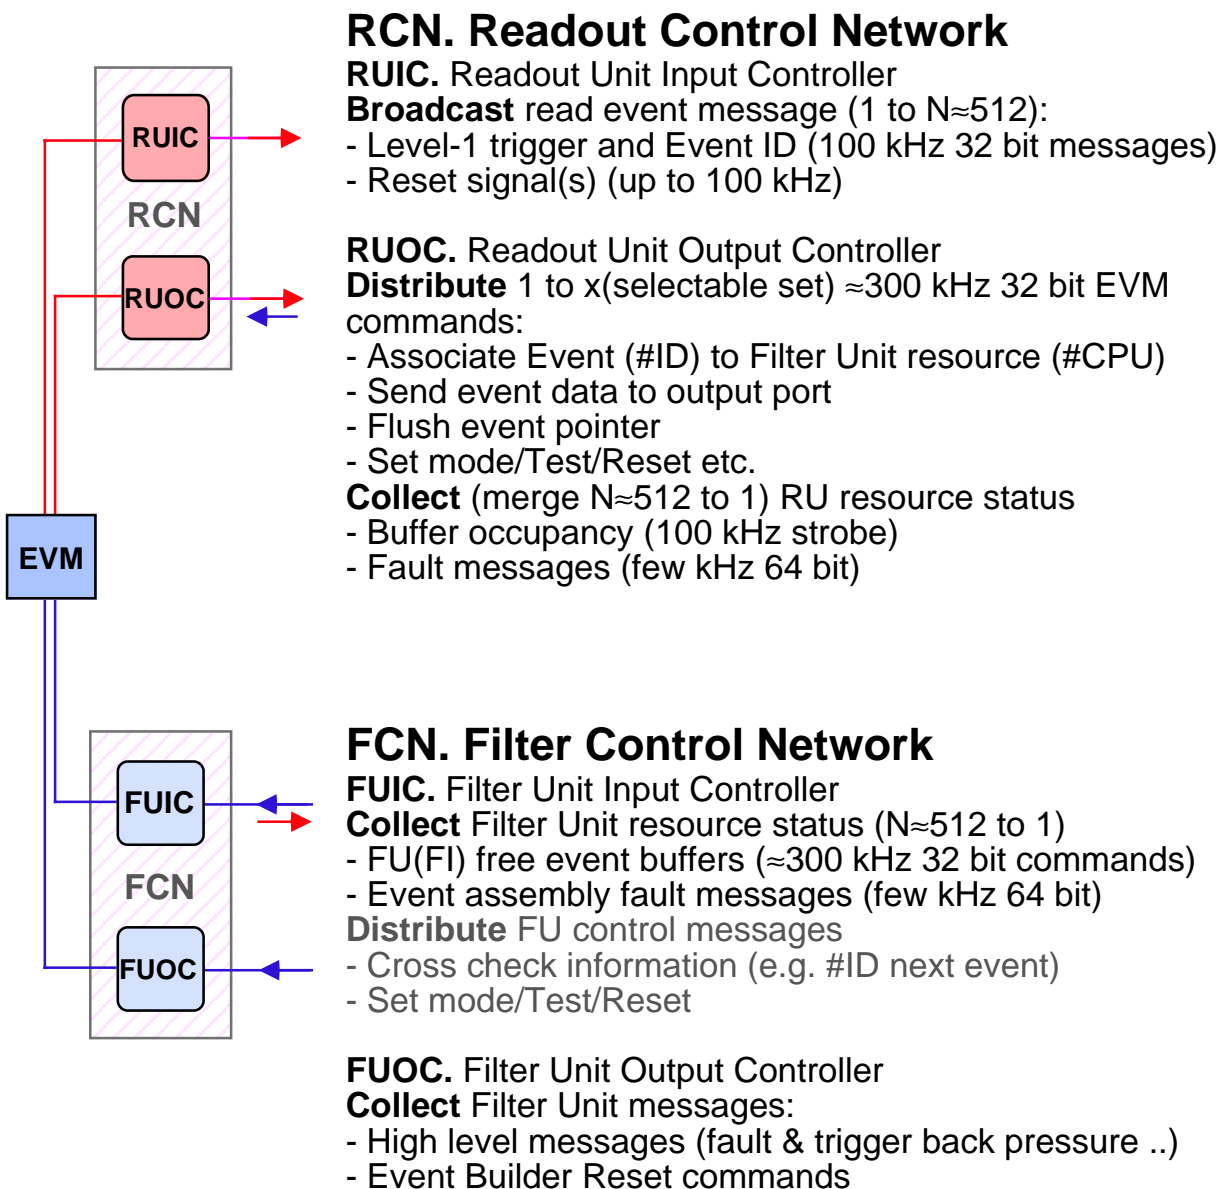 RCN. Readout Control Network
RUIC. Readout Unit Input Controller
Broadcast read event message (1 to N≈512):
- Level-1 trigger and Event ID (100 kHz 32 bit messages)
- Reset signal(s) (up to 100 kHz)
RUIC
RCN
RUOC
RUOC. Readout Unit Output Controller
Distribute 1 to x(selectable set) ≈300 kHz 32 bit EVM
commands:
- Associate Event (#ID) to Filter Unit resource (#CPU)
- Send event data to output port
- Flush event pointer
- Set mode/Test/Reset etc.
Collect (merge N≈512 to 1) RU resource status
- Buffer occupancy (100 kHz strobe)
- Fault messages (few kHz 64 bit)
EVM
FCN. Filter Control Network
FUIC. Filter Unit Input Controller
Collect Filter Unit resource status (N≈512 to 1)
- FU(FI) free event buffers (≈300 kHz 32 bit commands)
- Event assembly fault messages (few kHz 64 bit)
Distribute FU control messages
- Cross check information (e.g. #ID next event)
- Set mode/Test/Reset
FUIC
FCN
FUOC
FUOC. Filter Unit Output Controller
Collect Filter Unit messages:
- High level messages (fault & trigger back pressure ..)
- Event Builder Reset commands